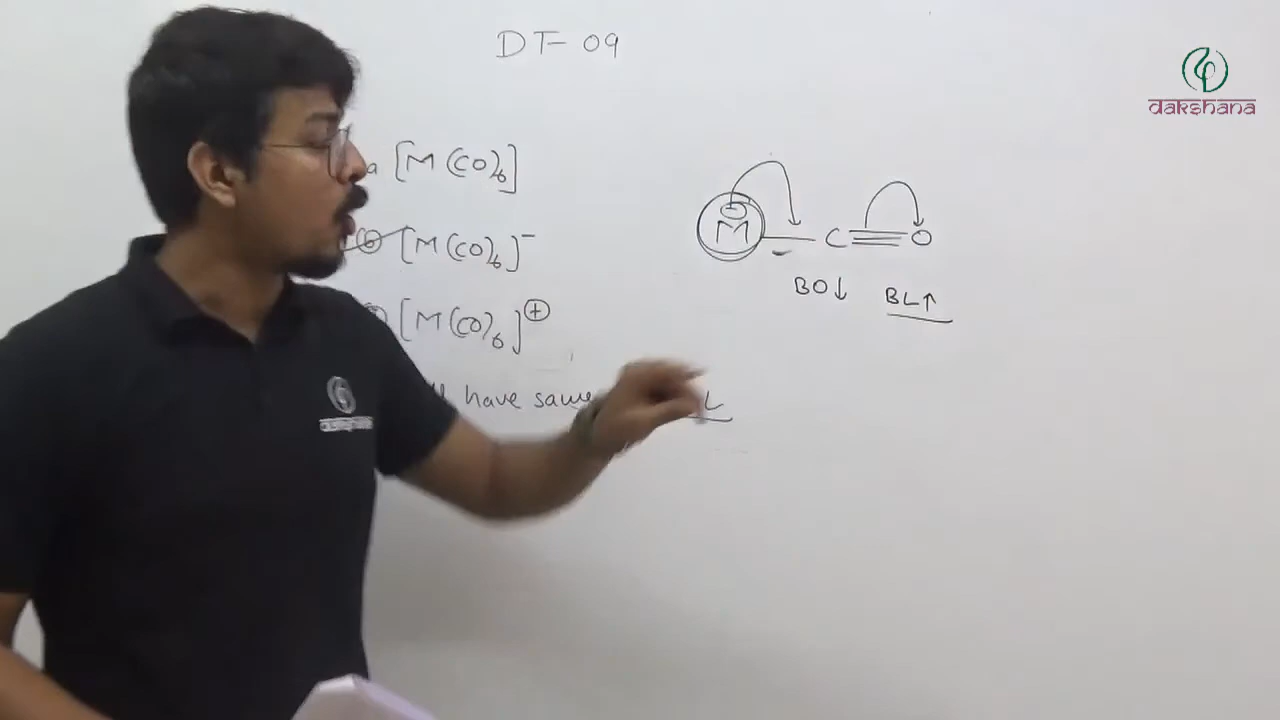 DT-09
dakshana
a [M(CO)6]
b [M(CO)6]-
[M(CO)6]⊕
have same
L
⊖
M — C ≡ O
BO↓ BL↑